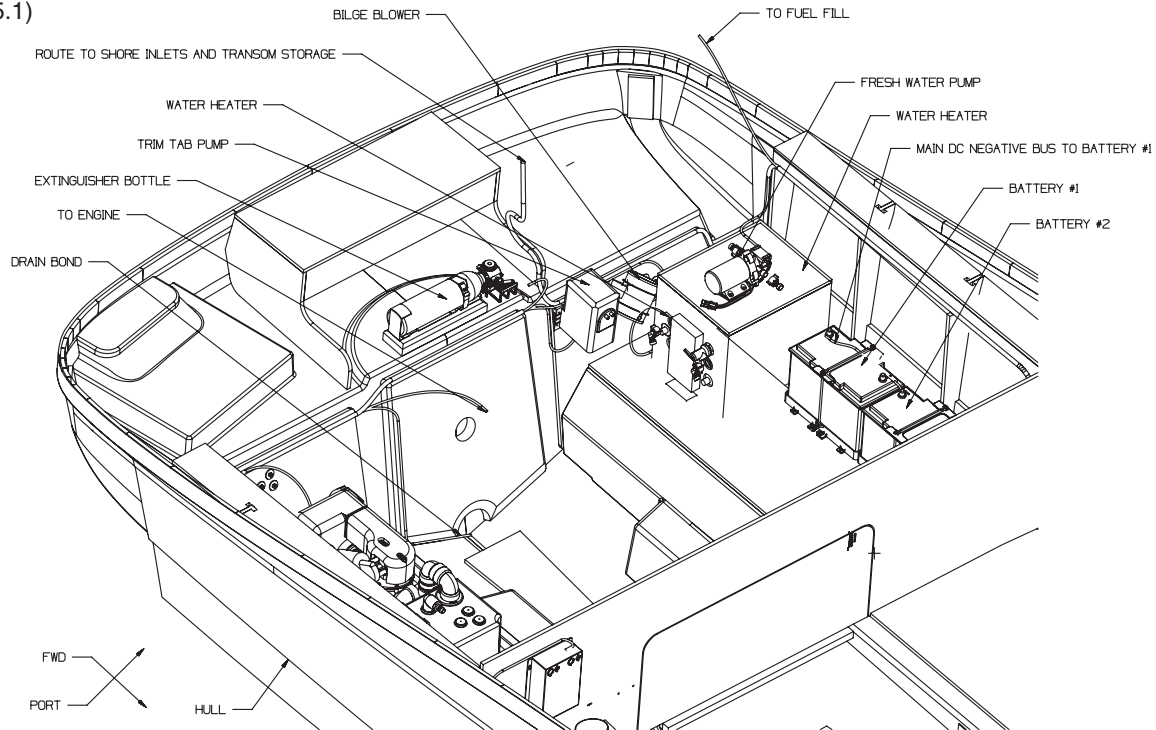 5.1)
BILGE BLOWER
TO FUEL FILL
ROUTE TO SHORE INLETS AND TRANSOM STORAGE
FRESH WATER PUMP
WATER HEATER
WATER HEATER
TRIM TAB PUMP
MAIN DC NEGATIVE BUS TO BATTERY #1
EXTINGUISHER BOTTLE
BATTERY #1
TO ENGINE
BATTERY #2
DRAIN BOND
FWD
PORT
HULL